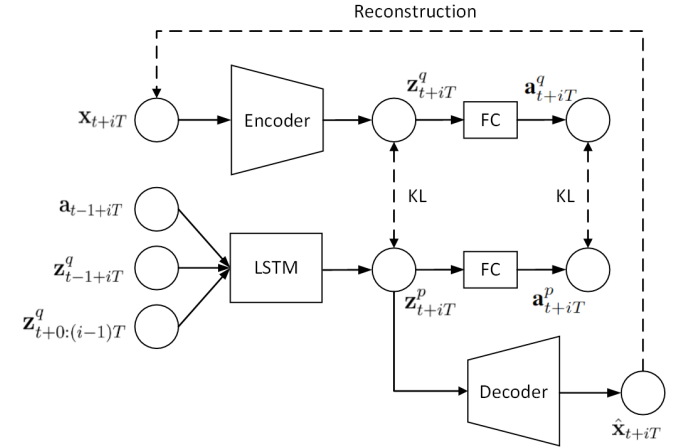 Reconstruction
x_{t+iT}
Encoder
z^q_{t+iT}
FC
a^q_{t+iT}
KL
KL
a_{t-1+iT}
z^q_{t-1+iT}
z^q_{t+0:(i-1)T}
LSTM
z^p_{t+iT}
FC
a^p_{t+iT}
Decoder
x̂_{t+iT}